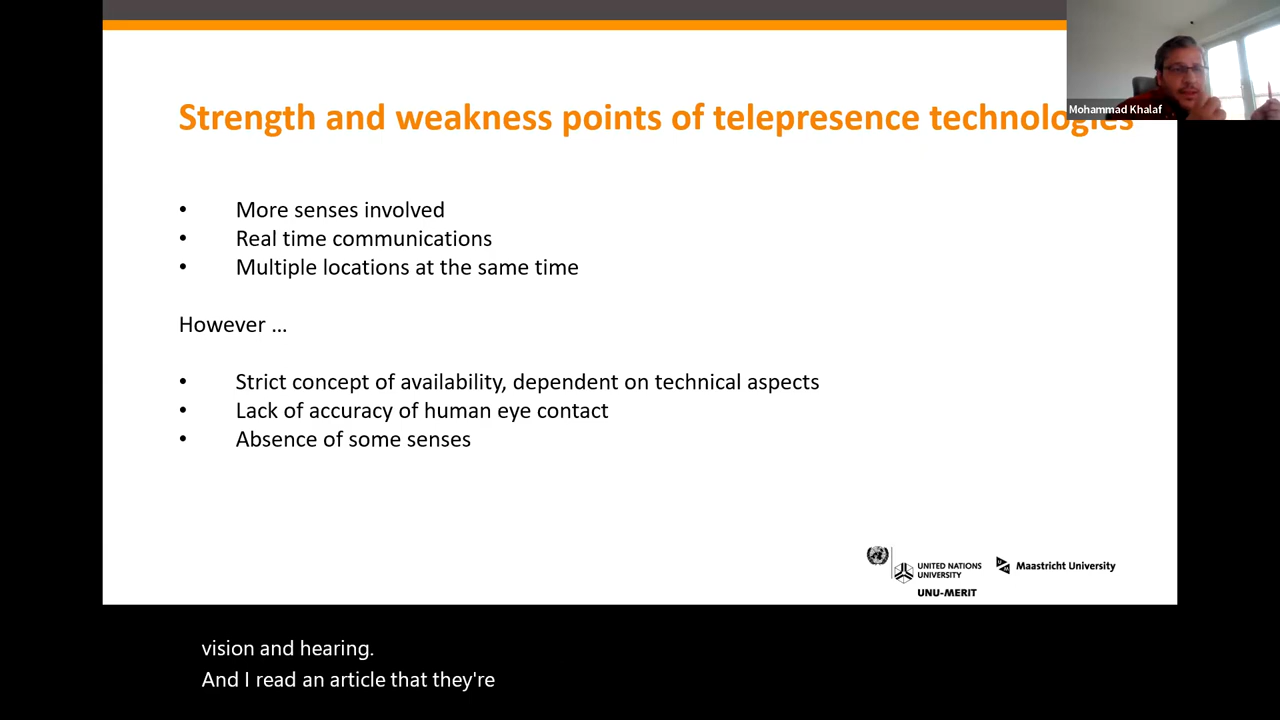 Mohammad Khalaf
Strength and weakness points of telepresence technologies
• More senses involved
• Real time communications
• Multiple locations at the same time
However ...
• Strict concept of availability, dependent on technical aspects
• Lack of accuracy of human eye contact
• Absence of some senses
UNITED NATIONS
UNIVERSITY
UNU-MERIT
Maastricht University
vision and hearing.
And I read an article that they're